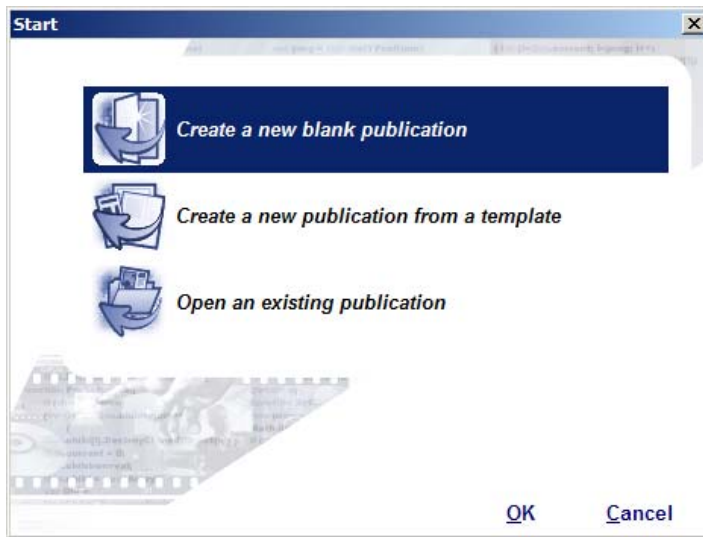 Start
Create a new blank publication
Create a new publication from a template
Open an existing publication
OK Cancel